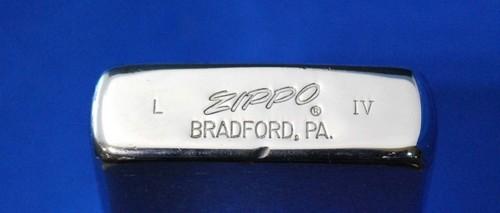 L ZIPPO ® IV
BRADFORD, PA.